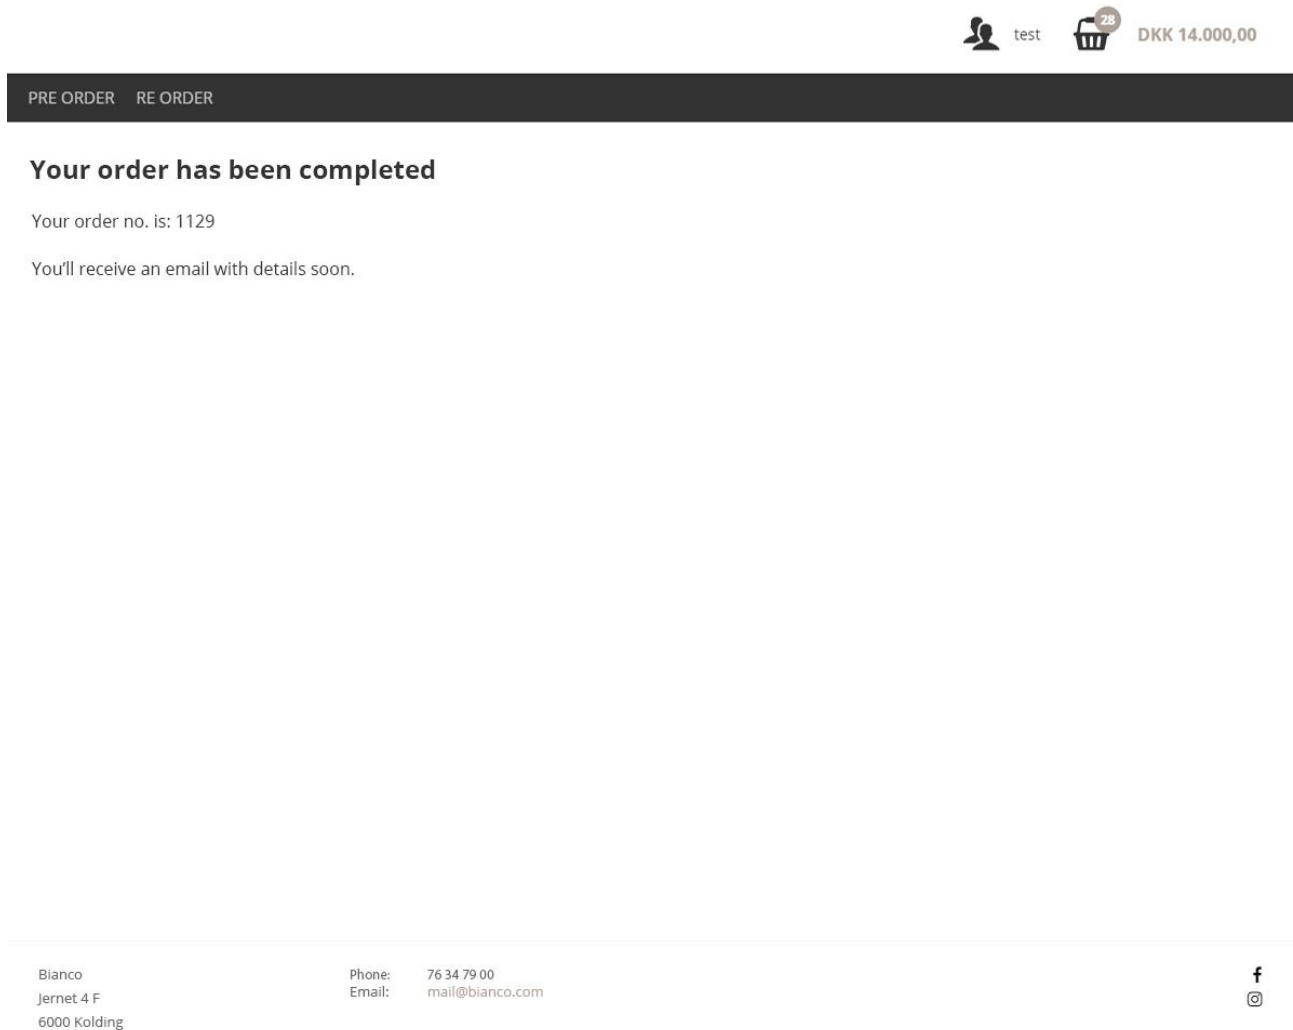 test 28 DKK 14.000,00
PRE ORDER RE ORDER
Your order has been completed
Your order no. is: 1129
You'll receive an email with details soon.
Bianco
Jernet 4 F
6000 Kolding
Phone: 76 34 79 00
Email: mail@bianco.com